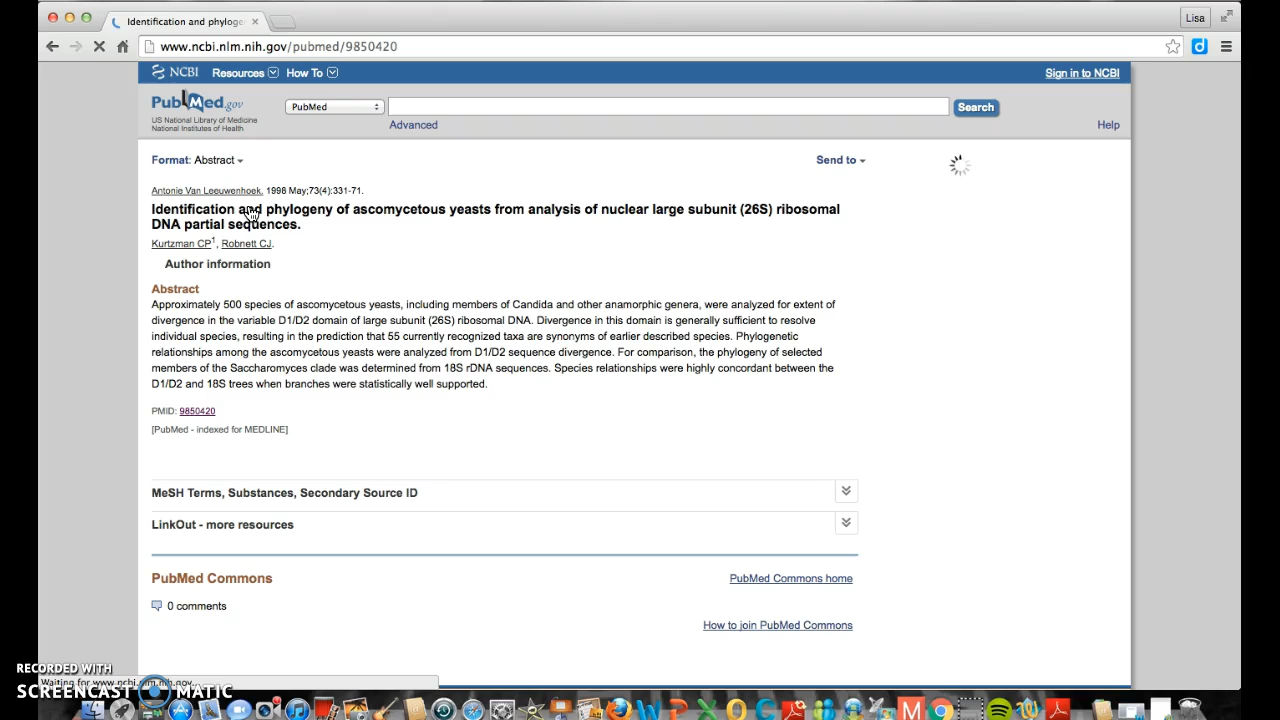 Identification and phyloge
Lisa
www.ncbi.nlm.nih.gov/pubmed/9850420
NCBI Resources How To Sign in to NCBI
PubMed.gov
US National Library of Medicine
National Institutes of Health
PubMed
Search
Advanced
Help
Format: Abstract
Send to
Antonie Van Leeuwenhoek. 1998 May;73(4):331-71.
Identification and phylogeny of ascomycetous yeasts from analysis of nuclear large subunit (26S) ribosomal
DNA partial sequences.
Kurtzman CP1, Robnett CJ.
Author information
Abstract
Approximately 500 species of ascomycetous yeasts, including members of Candida and other anamorphic genera, were analyzed for extent of
divergence in the variable D1/D2 domain of large subunit (26S) ribosomal DNA. Divergence in this domain is generally sufficient to resolve
individual species, resulting in the prediction that 55 currently recognized taxa are synonyms of earlier described species. Phylogenetic
relationships among the ascomycetous yeasts were analyzed from D1/D2 sequence divergence. For comparison, the phylogeny of selected
members of the Saccharomyces clade was determined from 18S rDNA sequences. Species relationships were highly concordant between the
D1/D2 and 18S trees when branches were statistically well supported.
PMID: 9850420
[PubMed - indexed for MEDLINE]
MeSH Terms, Substances, Secondary Source ID
LinkOut - more resources
PubMed Commons
PubMed Commons home
0 comments
How to join PubMed Commons
RECORDED WITH
Waiting for www.ncbi.nlm.nih.gov...
SCREENCAST MATIC